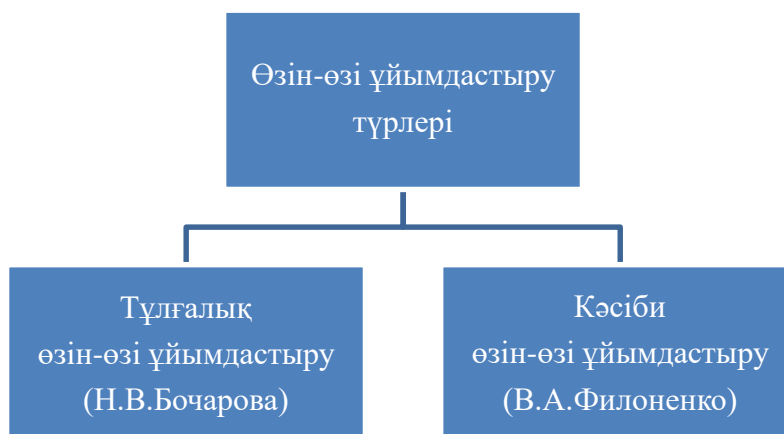 Өзін-өзі ұйымдастыру
түрлері
Тұлғалық
өзін-өзі ұйымдастыру
(Н.В.Бочарова)
Кәсіби
өзін-өзі ұйымдастыру
(В.А.Филоненко)